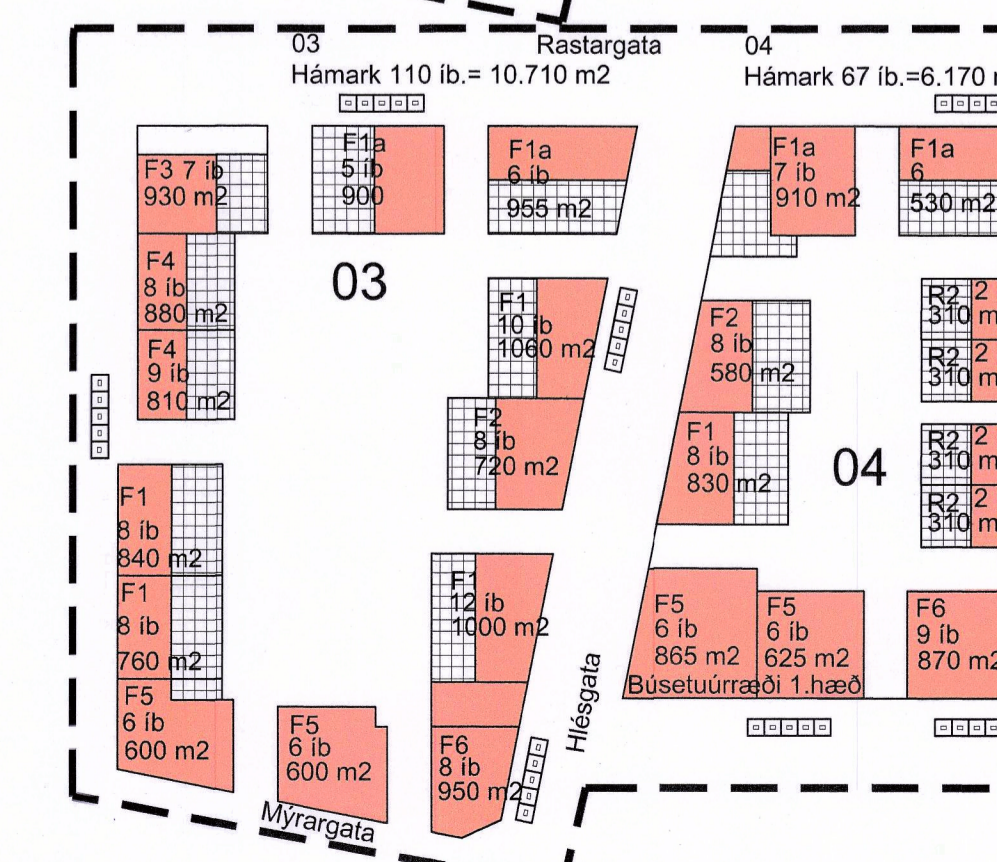 03
Rastargata
04
Hámark 110 íb.= 10.710 m2
Hámark 67 íb.=6.170
F3 7 íb
930 m2
F1a
5 íb
900
F1a
6 íb
955 m2
F1a
7 íb
910 m2
F1a
6
530 m2
F4
8 íb
880 m2
03
F4
9 íb
810 m2
F1
10 íb
1060 m2
F2
8 íb
720 m2
F2
8 íb
580 m2
F1
8 íb
830 m2
04
R2 2
310 m
R2 2
310 m
R2 2
310 m
R2 2
310 m
F1
8 íb
840 m2
F1
8 íb
760 m2
F5
6 íb
600 m2
F5
6 íb
600 m2
F1
12 íb
1000 m2
F6
8 íb
950 m2
Hlésgata
F5
6 íb
865 m2
F5
6 íb
625 m2
Búsetuúrræði 1.hæð
F6
9 íb
870 m2
Mýrargata